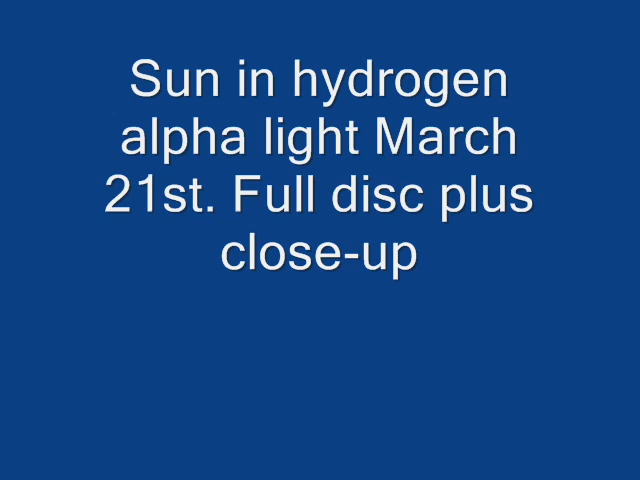 Sun in hydrogen
alpha light March
21st. Full disc plus
close-up